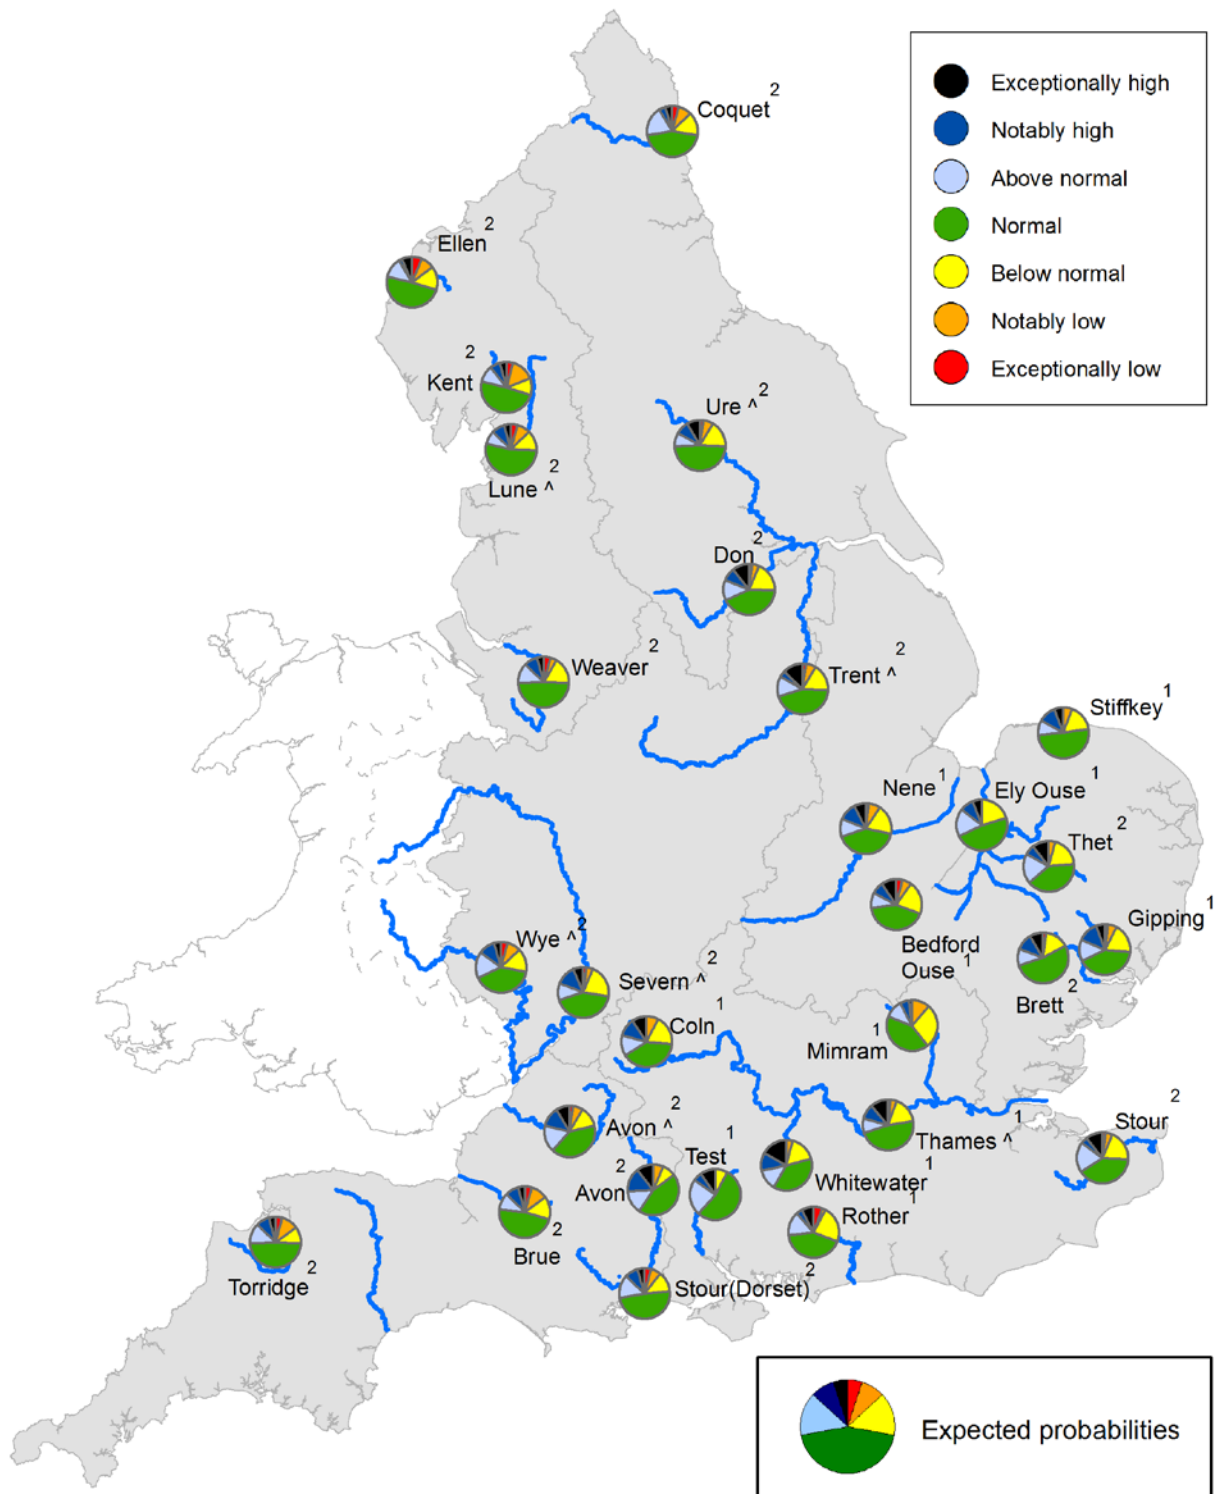 Exceptionally high
Notably high
Above normal
Normal
Below normal
Notably low
Exceptionally low
Coquet 2
Ellen 2
2
Kent
Lune ^ 2
Ure ^ 2
Don 2
Weaver 2
Trent ^ 2
Stiffkey 1
Nene 1
Ely Ouse 1
Thet 2
Gipping 1
Bedford
Ouse 1
Brett 2
Wye ^ 2
Severn ^ 2
Coln 1
Mimram 1
Avon ^ 2
Thames ^ 1
Stour 2
Test 1
Whitewater 1
Avon 2
Rother 2
Brue 2
Torridge 2
Stour(Dorset)
Expected probabilities